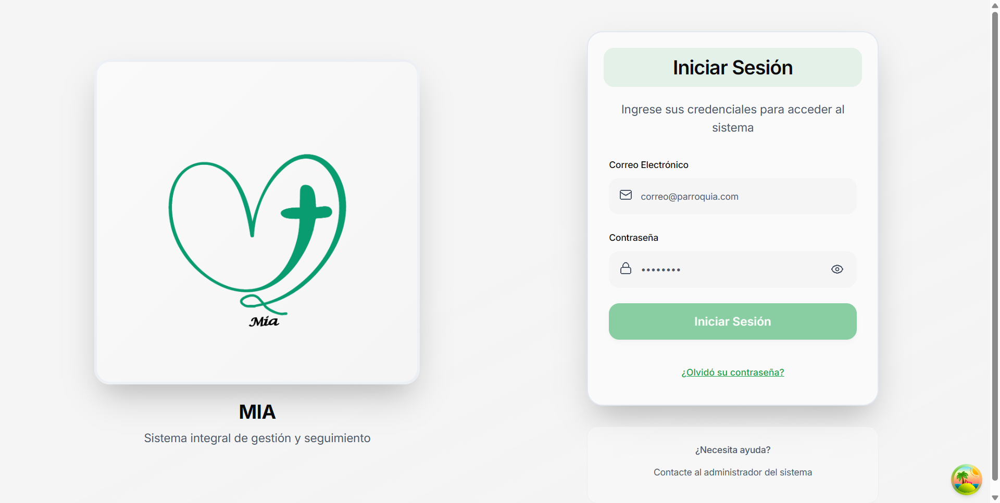 Mía
MIA
Sistema integral de gestión y seguimiento
Iniciar Sesión
Ingrese sus credenciales para acceder al
sistema
Correo Electrónico
correo@parroquia.com
Contraseña
••••••••
Iniciar Sesión
¿Olvidó su contraseña?
¿Necesita ayuda?
Contacte al administrador del sistema